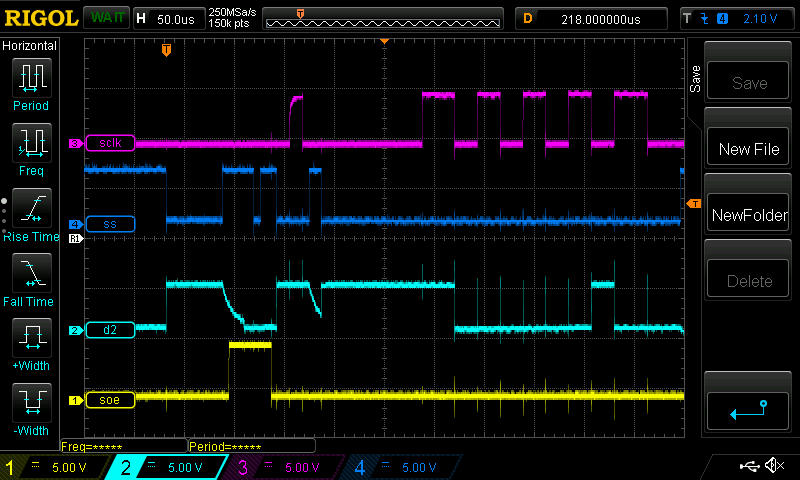 RIGOL WAIT H 50.0us 250MSa/s 150k pts T D 218.000000us T 4 2.10 V
Horizontal
Period
Freq
Rise Time
Fall Time
+Width
-Width
T
3 sclk
4 ss
R1
2 d2
1 soe
T
Save
Save
New File
NewFolder
Delete
Freq=***** Period=*****
1 = 5.00 V 2 = 5.00 V 3 = 5.00 V 4 = 5.00 V